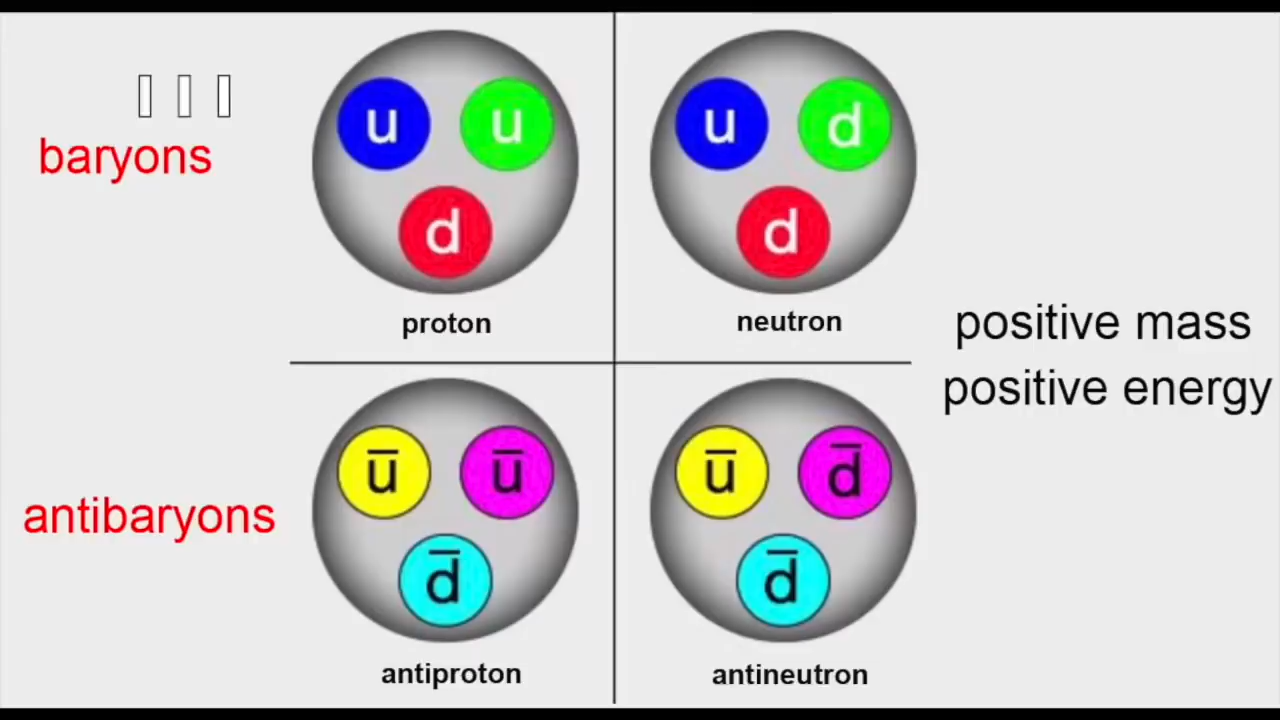 baryons
u u
d
proton
u d
d
neutron
positive mass
positive energy
antibaryons
u̅ u̅
d̅
antiproton
u̅ d̅
d̅
antineutron